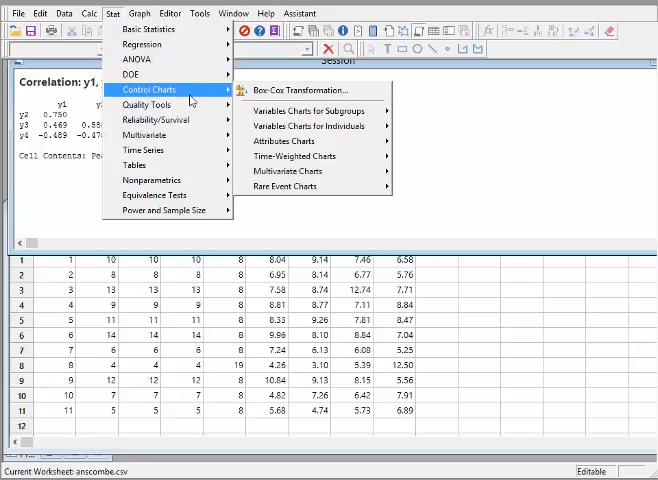 File Edit Data Calc Stat Graph Editor Tools Window Help Assistant
Session
Correlation: y1,
y1
y2 0.750
y3 0.469
y4 -0.489
Cell Contents:
Basic Statistics
Regression
ANOVA
DOE
Control Charts
Quality Tools
Reliability/Survival
Multivariate
Time Series
Tables
Nonparametrics
Equivalence Tests
Power and Sample Size
Box-Cox Transformation...
Variables Charts for Subgroups
Variables Charts for Individuals
Attributes Charts
Time-Weighted Charts
Multivariate Charts
Rare Event Charts
1 1 10 10 10 8 8.04 9.14 7.46 6.58
2 2 8 8 8 8 6.95 8.14 6.77 5.76
3 3 13 13 13 8 7.58 8.74 12.74 7.71
4 4 9 9 9 8 8.81 8.77 7.11 8.84
5 5 11 11 11 8 8.33 9.26 7.81 8.47
6 6 14 14 14 8 9.96 8.10 8.84 7.04
7 7 6 6 6 8 7.24 6.13 6.08 5.25
8 8 4 4 4 19 4.26 3.10 5.39 12.50
9 9 12 12 12 8 10.84 9.13 8.15 5.56
10 10 7 7 7 8 4.82 7.26 6.42 7.91
11 11 5 5 5 8 5.68 4.74 5.73 6.89
12
Current Worksheet: anscombe.csv Editable